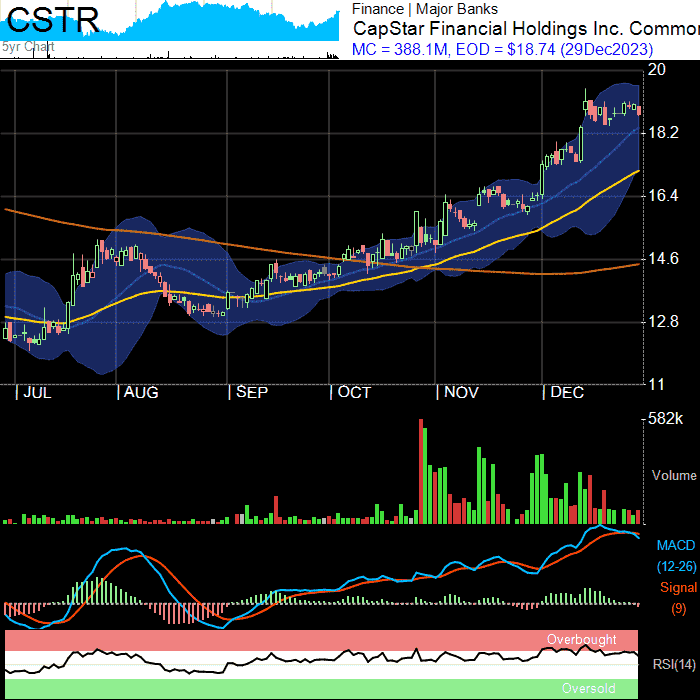 CSTR
5yr Chart
Finance | Major Banks
CapStar Financial Holdings Inc. Common
MC = 388.1M, EOD = $18.74 (29Dec2023)
20
18.2
16.4
14.6
12.8
11
| JUL | AUG | SEP | OCT | NOV | DEC
582k
Volume
MACD
(12-26)
Signal
(9)
Overbought
RSI(14)
Oversold